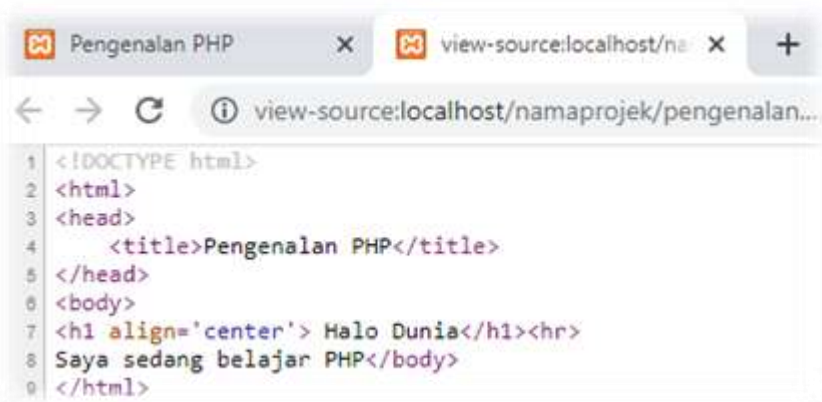 Pengenalan PHP
view-source:localhost/na
view-source:localhost/namaprojek/pengenalan...
1 <!DOCTYPE html>
2 <html>
3 <head>
4 <title>Pengenalan PHP</title>
5 </head>
6 <body>
7 <h1 align='center'> Halo Dunia</h1><hr>
8 Saya sedang belajar PHP</body>
9 </html>